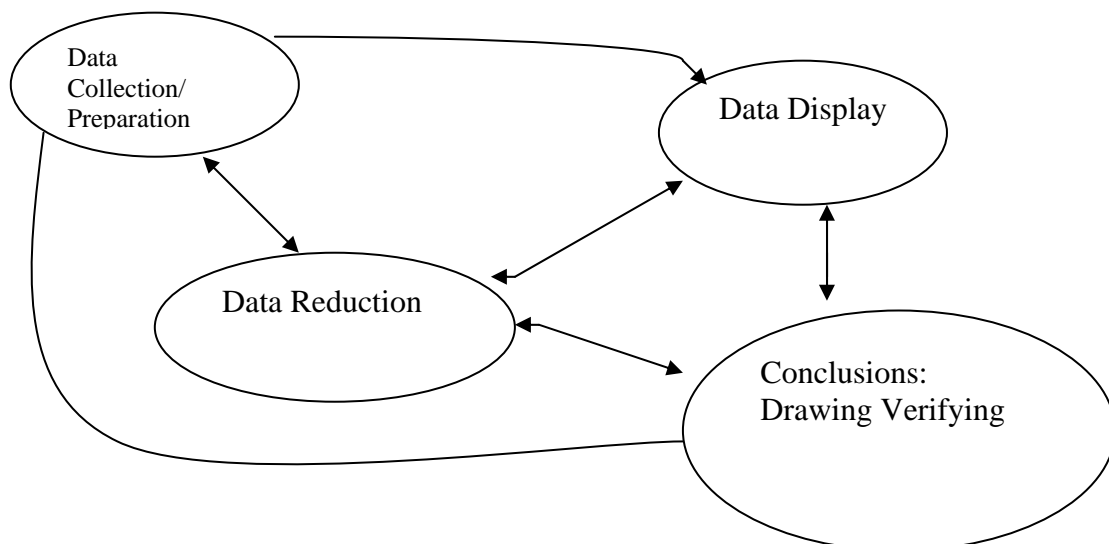 Data
Collection/
Preparation
Data Display
Data Reduction
Conclusions:
Drawing Verifying